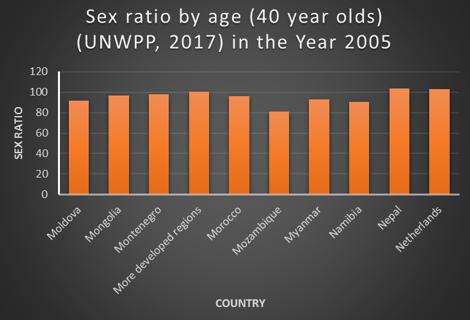 Sex ratio by age (40 year olds)
(UNWPP, 2017) in the Year 2005
SEX RATIO
120
100
80
60
40
20
0
Moldova
Mongolia
Montenegro
More developed regions
Morocco
Mozambique
Myanmar
Namibia
Nepal
Netherlands
COUNTRY